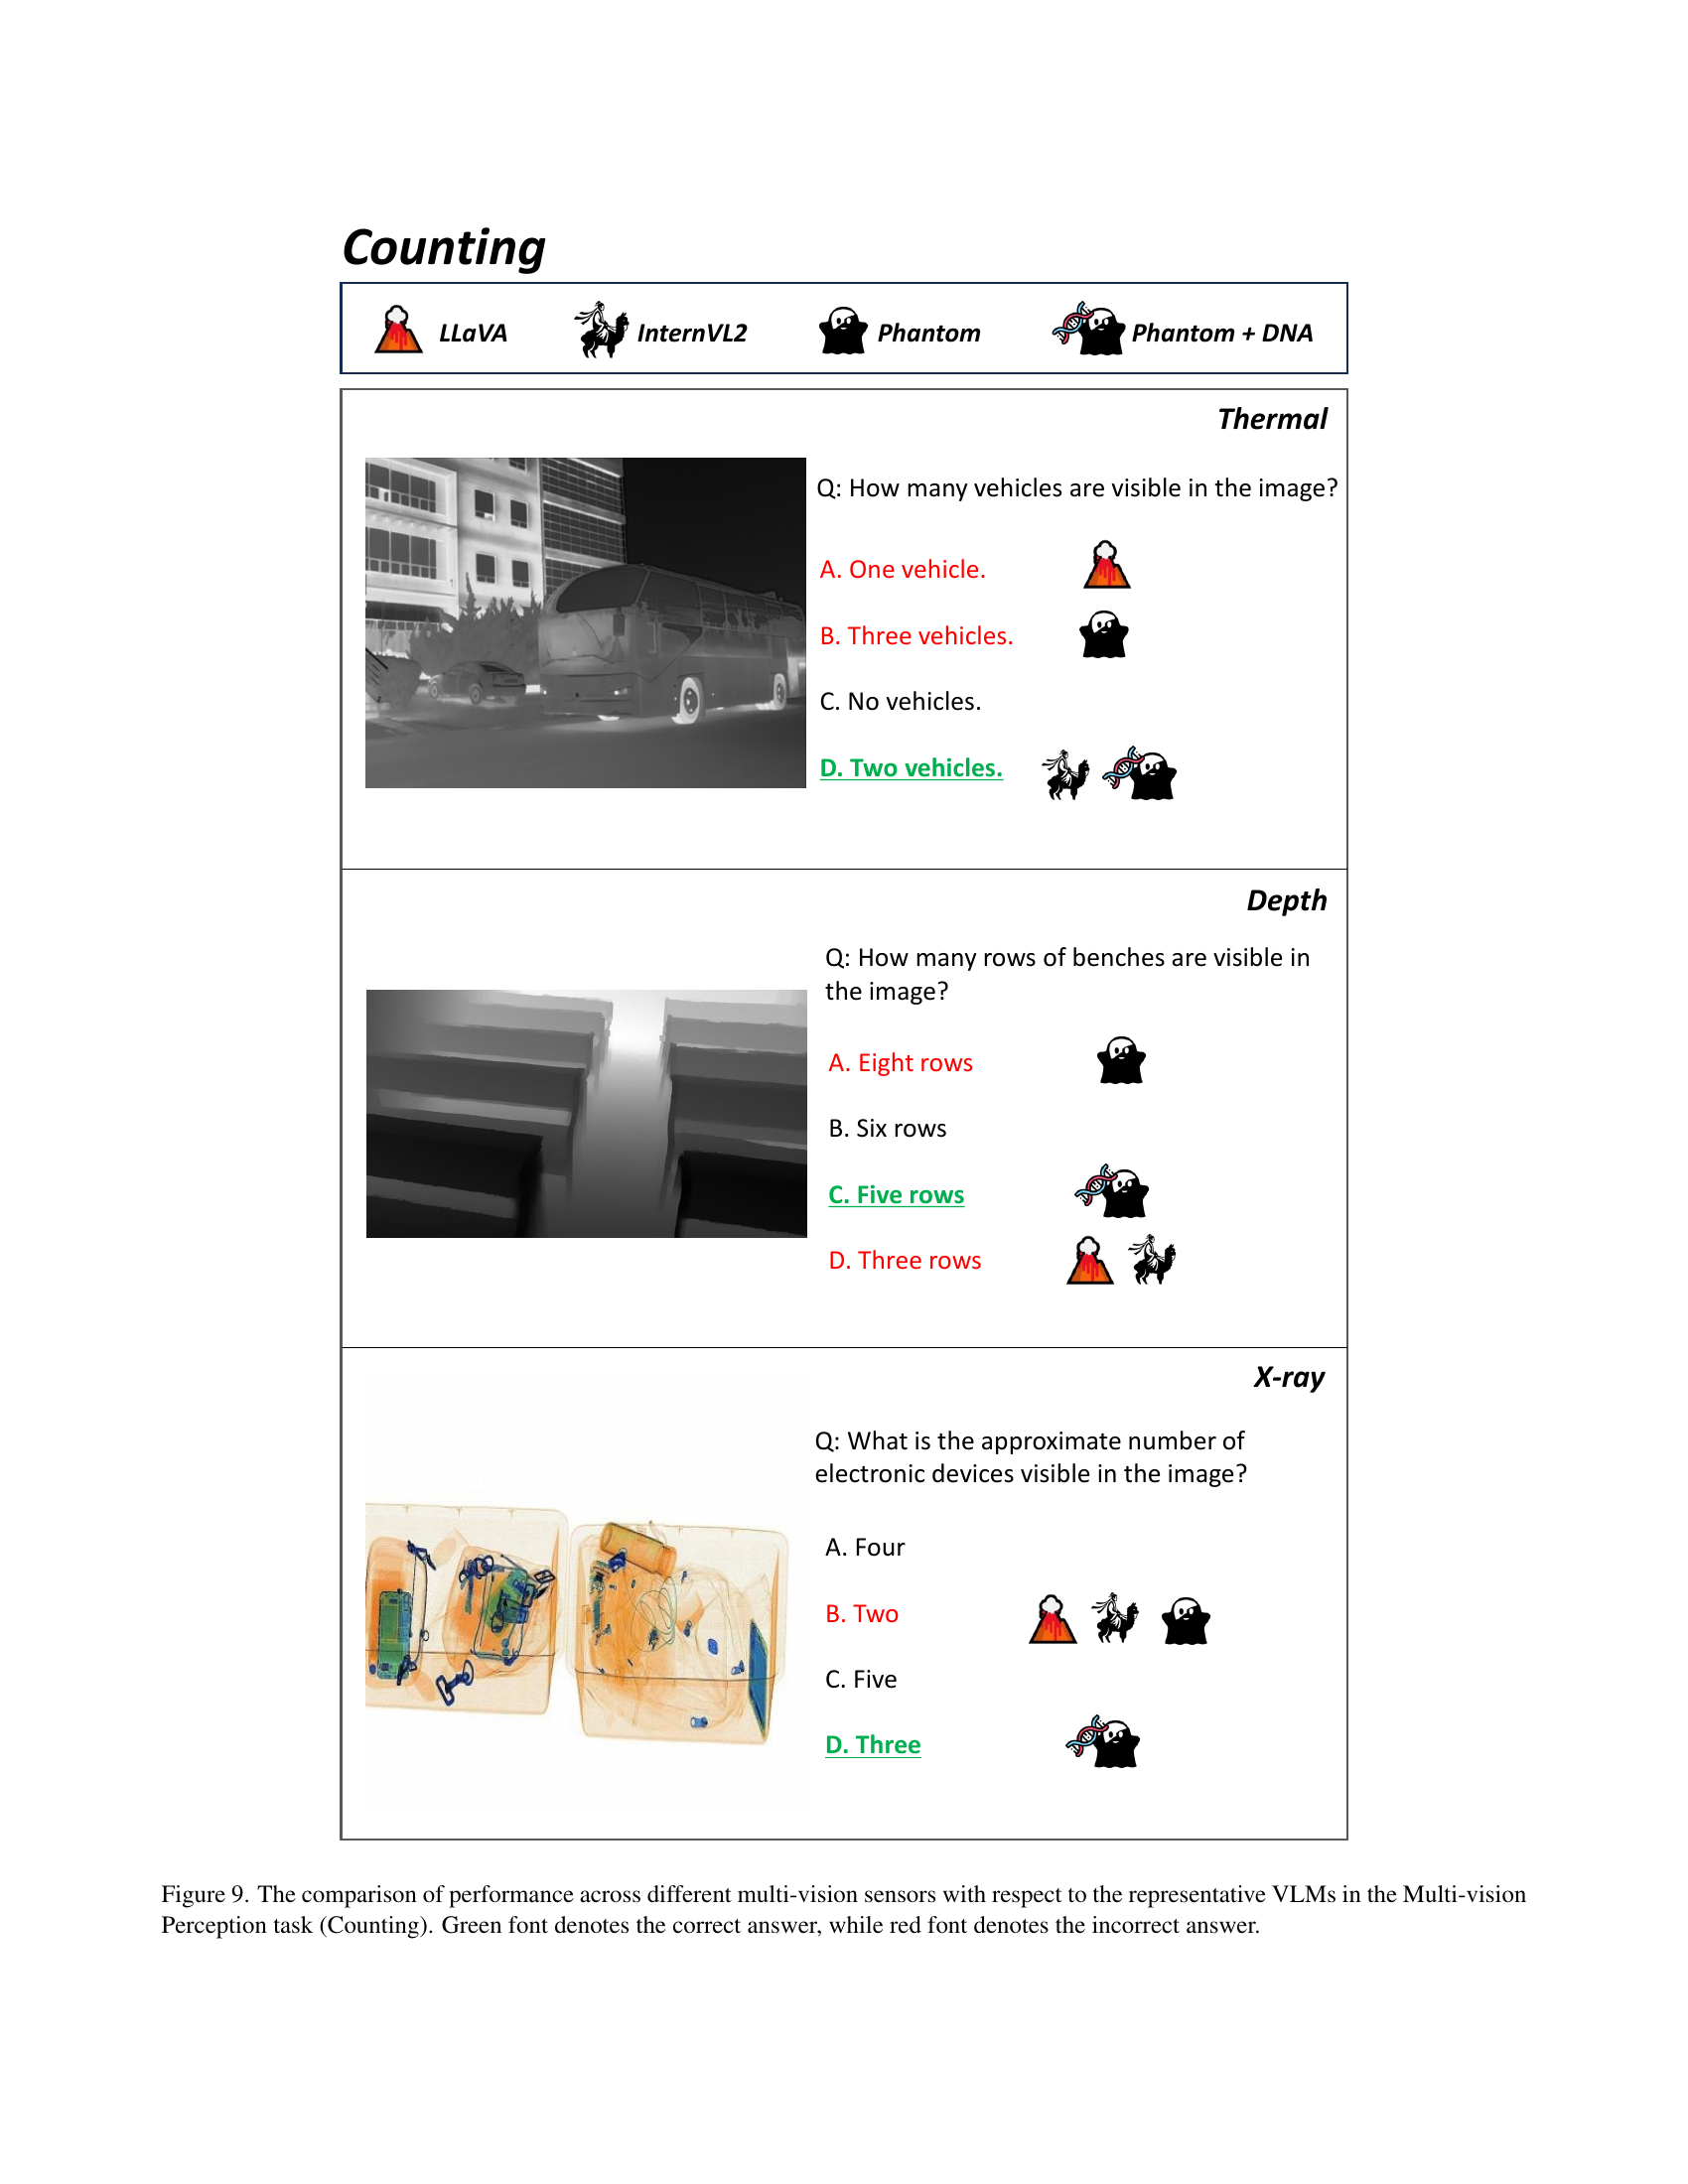 Counting
LLaVA InternVL2 Phantom Phantom + DNA
Thermal
Q: How many vehicles are visible in the image?
A. One vehicle.
B. Three vehicles.
C. No vehicles.
D. Two vehicles.
Depth
Q: How many rows of benches are visible in
the image?
A. Eight rows
B. Six rows
C. Five rows
D. Three rows
X-ray
Q: What is the approximate number of
electronic devices visible in the image?
A. Four
B. Two
C. Five
D. Three
Figure 9. The comparison of performance across different multi-vision sensors with respect to the representative VLMs in the Multi-vision
Perception task (Counting). Green font denotes the correct answer, while red font denotes the incorrect answer.